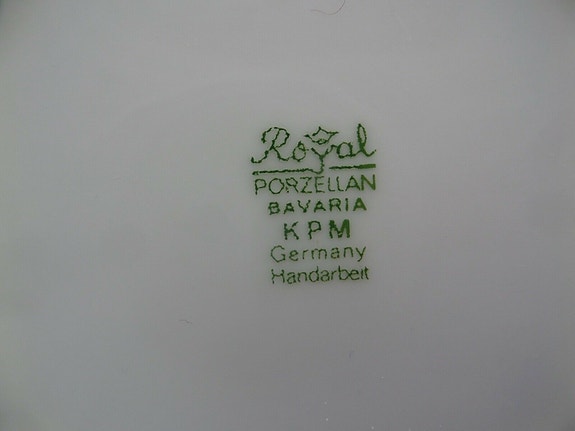 Royal
PORZELLAN
BAVARIA
KPM
Germany
Handarbeit